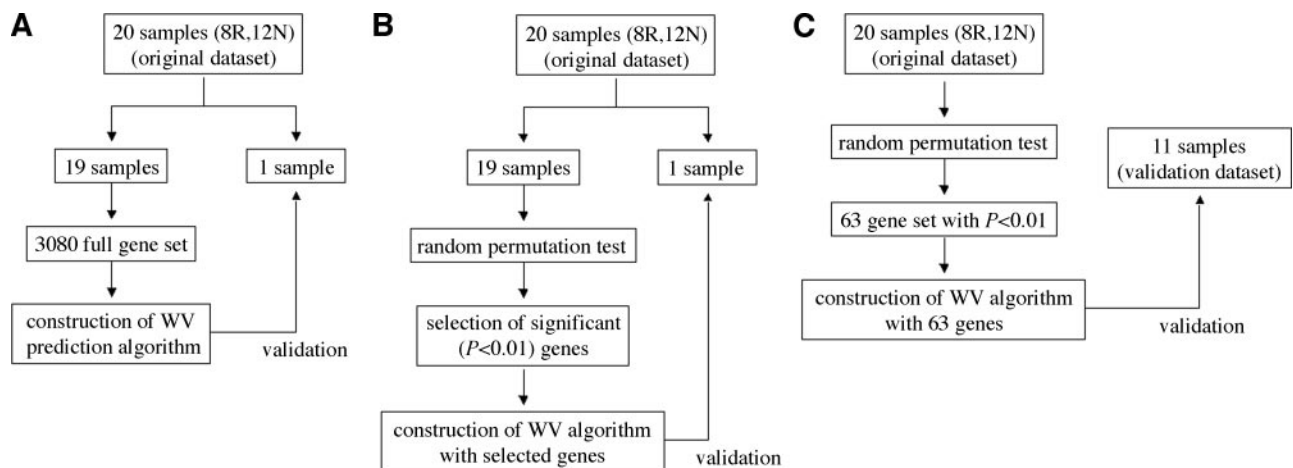 A
20 samples (8R,12N)
(original dataset)
19 samples
1 sample
3080 full gene set
construction of WV
prediction algorithm
validation
B
20 samples (8R,12N)
(original dataset)
19 samples
1 sample
random permutation test
selection of significant
(P<0.01) genes
construction of WV algorithm
with selected genes
validation
C
20 samples (8R,12N)
(original dataset)
random permutation test
11 samples
(validation dataset)
63 gene set with P<0.01
construction of WV algorithm
with 63 genes
validation